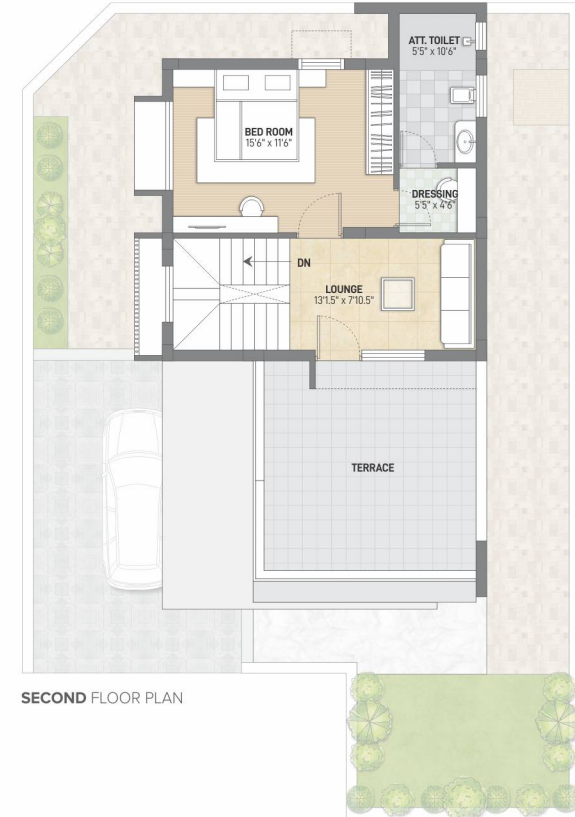 ATT. TOILET
5'5" x 10'6"
BED ROOM
15'6" x 11'6"
DRESSING
5'5" x 4'6"
DN
LOUNGE
13'1.5" x 7'10.5"
TERRACE
SECOND FLOOR PLAN